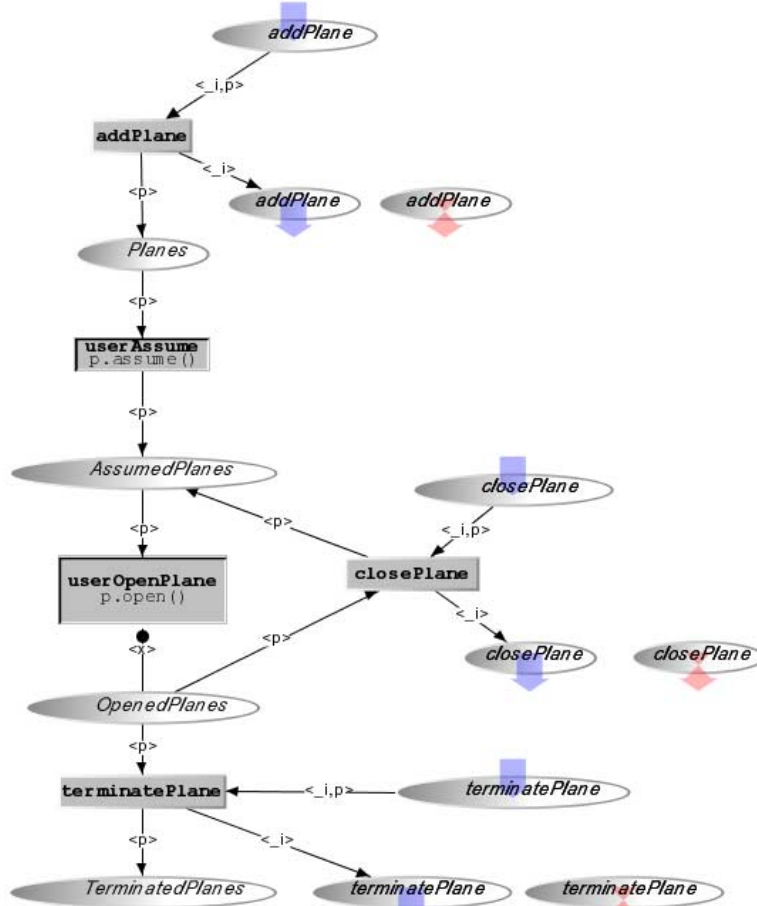 addPlane
<_i,p>
addPlane
<p>
<_i>
addPlane
addPlane
Planes
<p>
userAssume
p.assume()
<p>
AssumedPlanes
closePlane
<p>
<p>
<_i,p>
userOpenPlane
p.open()
closePlane
<x>
<p>
<_i>
closePlane
closePlane
OpenedPlanes
<p>
terminatePlane
<_i,p>
terminatePlane
<p>
<_i>
TerminatedPlanes
terminatePlane
terminatePlane